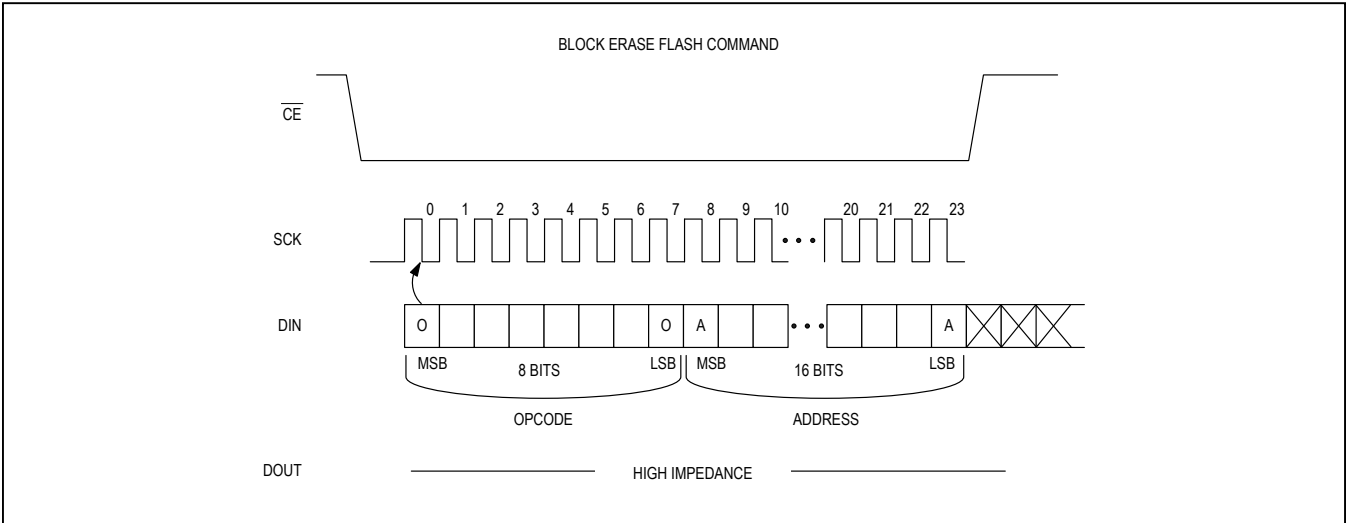 BLOCK ERASE FLASH COMMAND
CE
0 1 2 3 4 5 6 7 8 9 10 20 21 22 23
SCK
DIN O O A ••• A
MSB 8 BITS LSB MSB 16 BITS LSB
OPCODE ADDRESS
DOUT HIGH IMPEDANCE